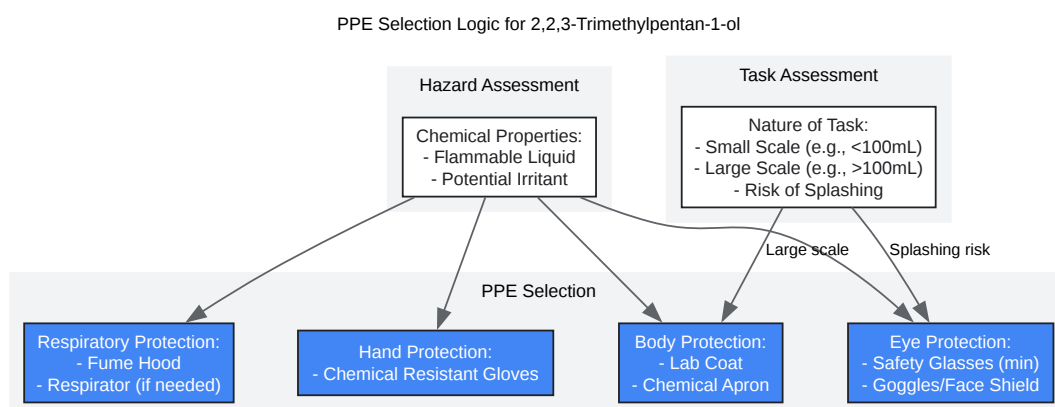 PPE Selection Logic for 2,2,3-Trimethylpentan-1-ol
Hazard Assessment
Chemical Properties:
- Flammable Liquid
- Potential Irritant
Task Assessment
Nature of Task:
- Small Scale (e.g., <100mL)
- Large Scale (e.g., >100mL)
- Risk of Splashing
Large scale
Splashing risk
PPE Selection
Respiratory Protection:
- Fume Hood
- Respirator (if needed)
Hand Protection:
- Chemical Resistant Gloves
Body Protection:
- Lab Coat
- Chemical Apron
Eye Protection:
- Safety Glasses (min)
- Goggles/Face Shield